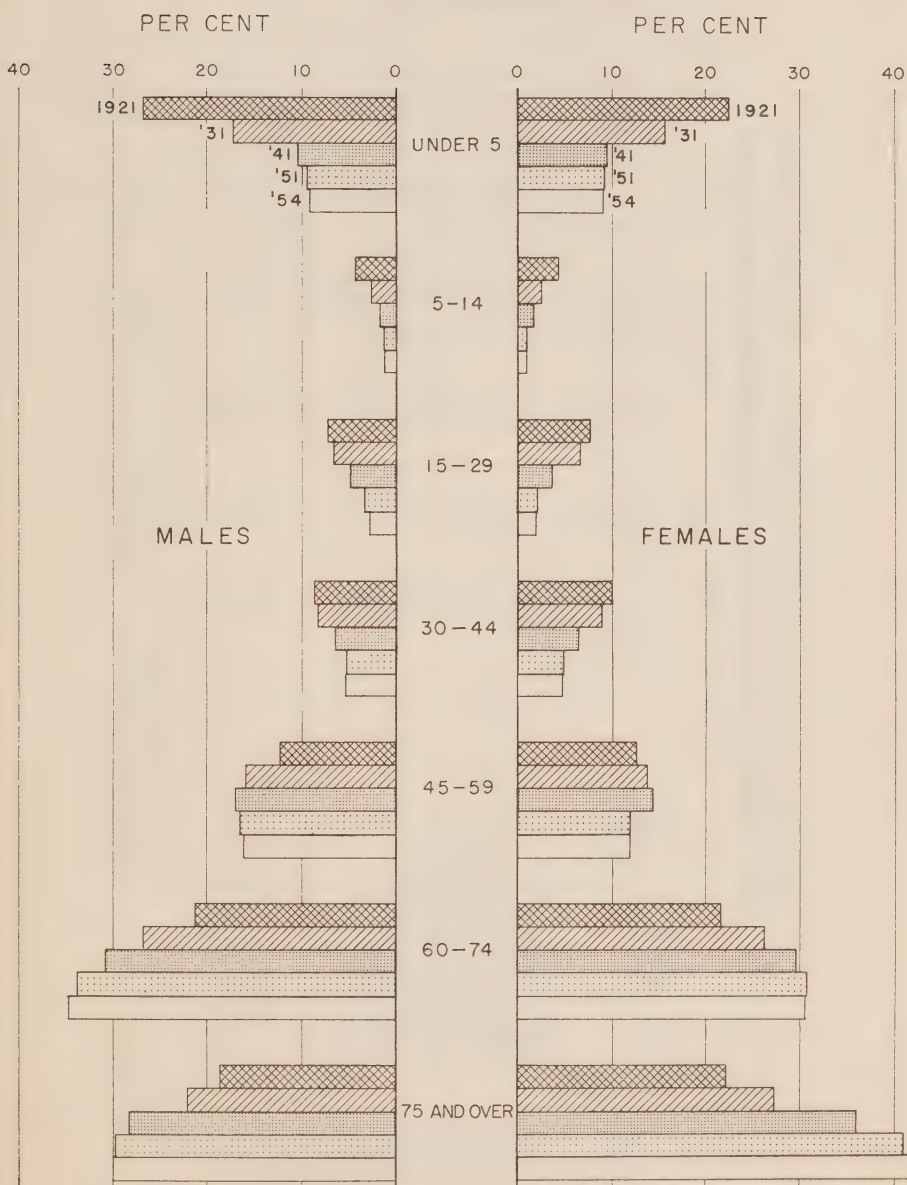 PER CENT PER CENT
40 30 20 10 0 0 10 20 30 40
1921 1921
'31 '31
UNDER 5
'41 '41
'51 '51
'54 '54
5-14
15-29
MALES FEMALES
30-44
45-59
60-74
75 AND OVER